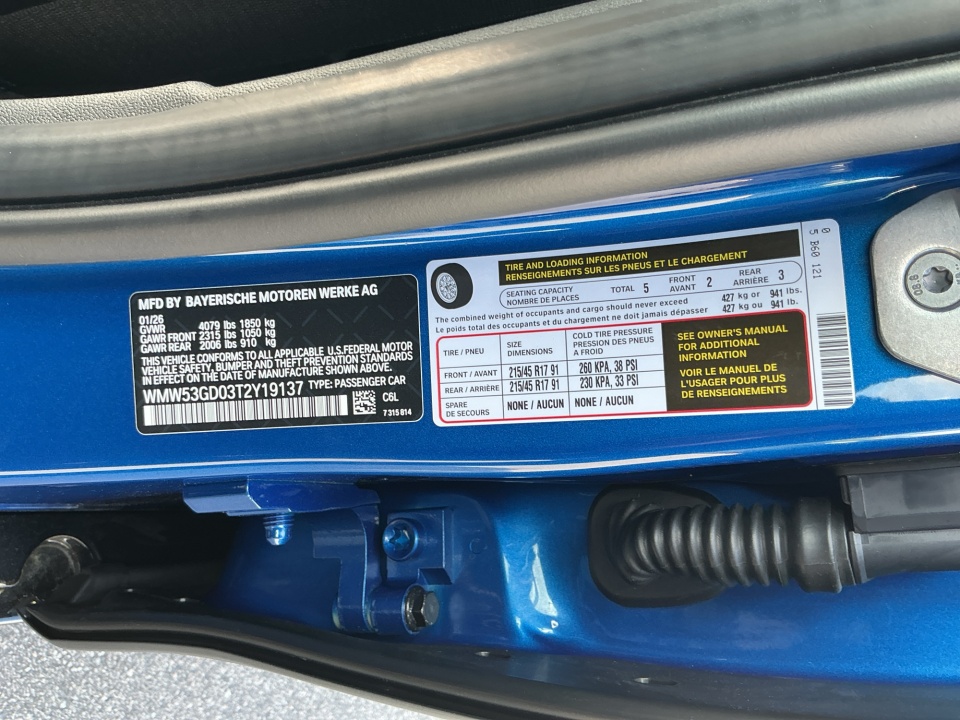 MFD BY BAYERISCHE MOTOREN WERKE AG
01/26
GVWR 4079 lbs 1850 kg
GAWR FRONT 2315 lbs 1050 kg
GAWR REAR 2006 lbs 910 kg
THIS VEHICLE CONFORMS TO ALL APPLICABLE U.S.FEDERAL MOTOR
VEHICLE SAFETY, BUMPER, AND THEFT PREVENTION STANDARDS
IN EFFECT ON THE DATE OF MANUFACTURE SHOWN ABOVE.
WMW53GD03T2Y19137 TYPE: PASSENGER CAR
C6L
7 315 814
TIRE AND LOADING INFORMATION
RENSEIGNEMENTS SUR LES PNEUS ET LE CHARGEMENT
SEATING CAPACITY
NOMBRE DE PLACES
TOTAL 5
FRONT
AVANT 2
REAR
ARRIÈRE 3
The combined weight of occupants and cargo should never exceed 427 kg or 941 lbs.
Le poids total des occupants et du chargement ne doit jamais dépasser 427 kg ou 941 lb.
TIRE / PNEU
SIZE
DIMENSIONS
COLD TIRE PRESSURE
PRESSION DES PNEUS
A FROID
FRONT / AVANT 215/45 R17 91 260 KPA, 38 PSI
REAR / ARRIÈRE 215/45 R17 91 230 KPA, 33 PSI
SPARE
DE SECOURS
NONE / AUCUN NONE / AUCUN
SEE OWNER'S MANUAL
FOR ADDITIONAL
INFORMATION
VOIR LE MANUEL DE
L'USAGER POUR PLUS
DE RENSEIGNEMENTS
0
5 B60 121
08.8